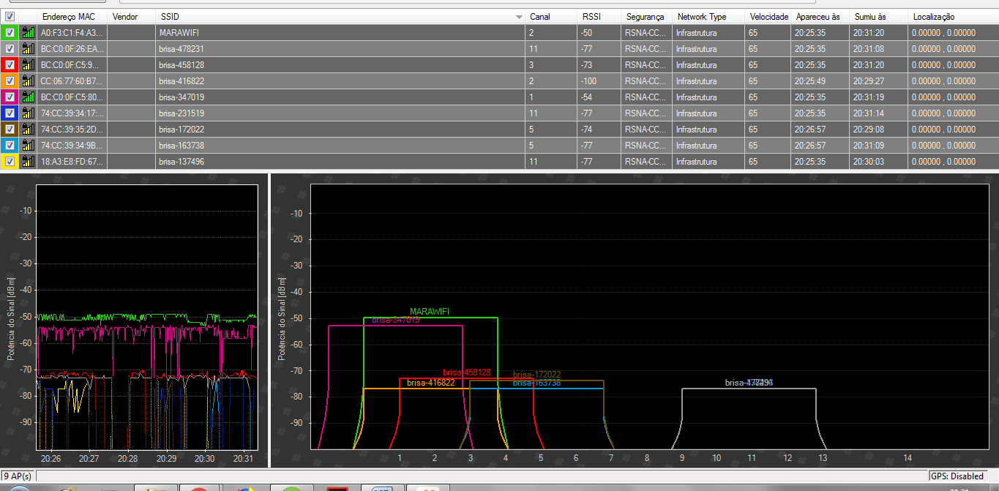 Endereço MAC Vendor SSID Canal RSSI Segurança Network Type Velocidade Apareceu às Sumiu às Localização
A0:F3:C1:F4:A3... MARAWIFI 2 -50 RSNA-CC... Infrastrutura 65 20:25:35 20:31:20 0.00000 , 0.00000
BC:C0:0F:26:EA... brisa-478231 11 -77 RSNA-CC... Infrastrutura 65 20:25:35 20:31:08 0.00000 , 0.00000
BC:C0:0F:C5:9... brisa-458128 3 -73 RSNA-CC... Infrastrutura 65 20:25:35 20:31:20 0.00000 , 0.00000
CC:06:77:60:B7... brisa-416822 2 -100 RSNA-CC... Infrastrutura 65 20:25:49 20:29:27 0.00000 , 0.00000
BC:C0:0F:C5:80... brisa-347019 1 -54 RSNA-CC... Infrastrutura 65 20:25:35 20:31:19 0.00000 , 0.00000
74:CC:39:34:17:... brisa-231519 11 -77 RSNA-CC... Infrastrutura 65 20:25:35 20:31:14 0.00000 , 0.00000
74:CC:39:35:2D... brisa-172022 5 -74 RSNA-CC... Infrastrutura 65 20:26:57 20:29:08 0.00000 , 0.00000
74:CC:39:34:9B... brisa-163738 5 -77 RSNA-CC... Infrastrutura 65 20:26:57 20:31:09 0.00000 , 0.00000
18:A3:E8:FD:67... brisa-137496 11 -77 RSNA-CC... Infrastrutura 65 20:25:35 20:30:03 0.00000 , 0.00000
Potência do Sinal [dBm]
-10
-20
-30
-40
-50
-60
-70
-80
-90
20:26 20:27 20:28 20:29 20:30 20:31
Potência do Sinal [dBm]
-10
-20
-30
-40
-50
-60
-70
-80
-90
MARAWIFI
brisa-347019
brisa-458128
brisa-172022
brisa-416822
brisa-163738
1 2 3 4 5 6 7 8 9 10 11 12 13 14
9 AP(s)
GPS: Disabled